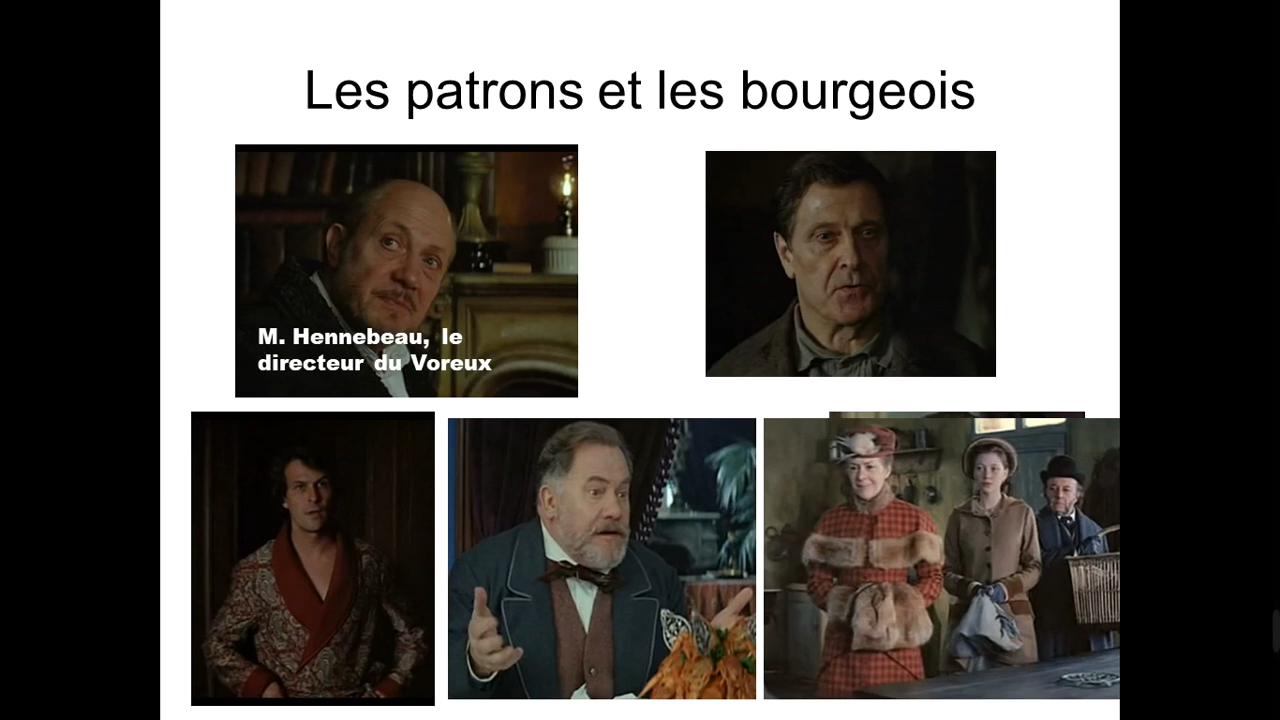 Les patrons et les bourgeois
M. Hennebeau, le
directeur du Voreux